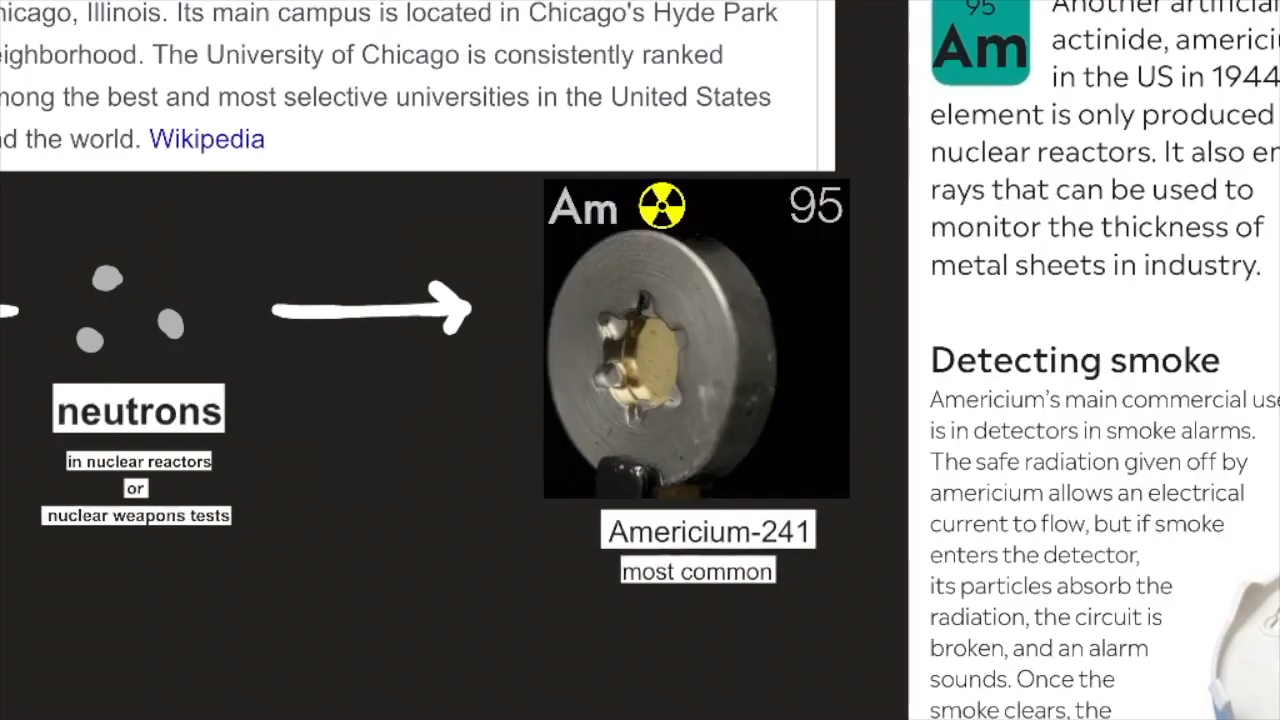 Chicago, Illinois. Its main campus is located in Chicago's Hyde Park
neighborhood. The University of Chicago is consistently ranked
among the best and most selective universities in the United States
and the world. Wikipedia
neutrons
in nuclear reactors
or
nuclear weapons tests
Am 95
Americium-241
most common
95
Am
Another artificial
actinide,
in the US in 1944
element is only produced
nuclear reactors. It also
rays that can be used to
monitor the thickness of
metal sheets in industry.
Detecting smoke
Americium's main commercial use
is in detectors in smoke alarms.
The safe radiation given off by
americium allows an electrical
current to flow, but if smoke
enters the detector,
its particles absorb the
radiation, the circuit is
broken, and an alarm
sounds. Once the
smoke clears, the